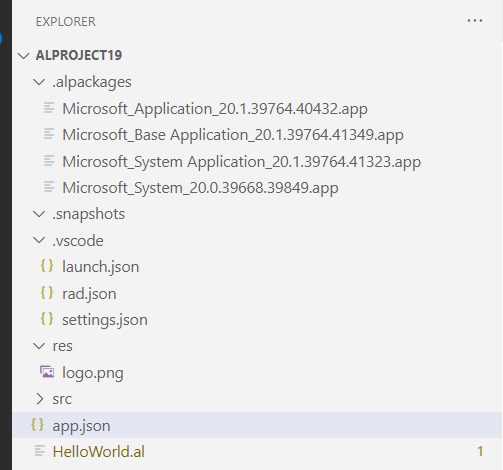 EXPLORER ...
ALPROJECT19
.alpackages
Microsoft_Application_20.1.39764.40432.app
Microsoft_Base Application_20.1.39764.41349.app
Microsoft_System Application_20.1.39764.41323.app
Microsoft_System_20.0.39668.39849.app
.snapshots
.vscode
{ } launch.json
{ } rad.json
{ } settings.json
res
logo.png
src
{ } app.json
HelloWorld.al 1